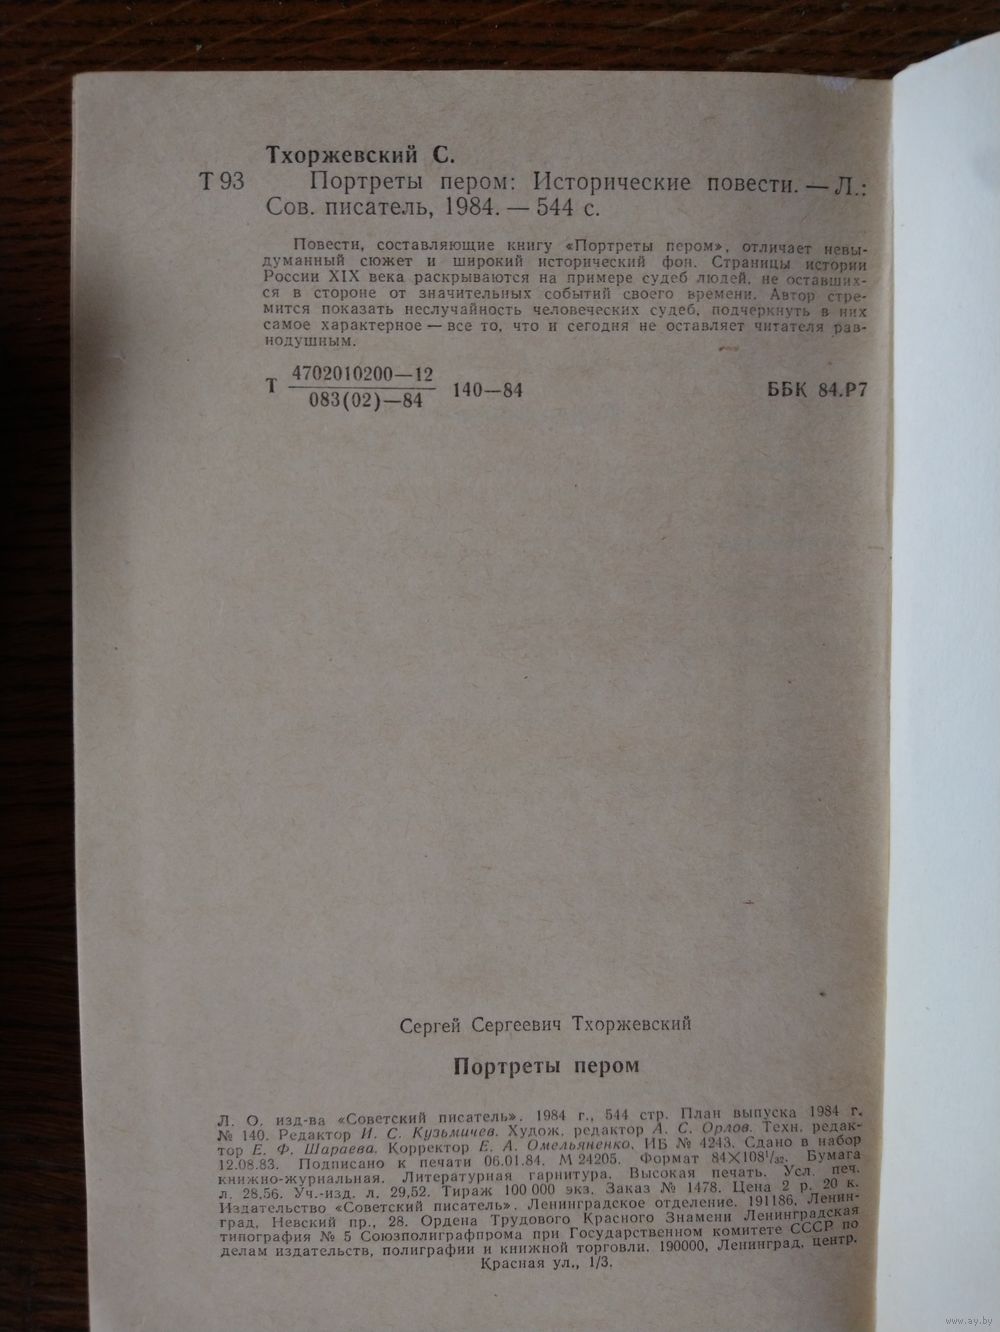 Тхоржевский С.
Т 93 Портреты пером: Исторические повести. — Л.:
Сов. писатель, 1984. — 544 с.
Повести, составляющие книгу «Портреты пером», отличает невы-
думанный сюжет и широкий исторический фон. Страницы истории
России XIX века раскрываются на примере судеб людей, не оставших-
ся в стороне от значительных событий своего времени. Автор стре-
мится показать неслучайность человеческих судеб, подчеркнуть в них
самое характерное — все то, что и сегодня не оставляет читателя рав-
нодушным.
Т 4702010200—12
083(02)—84 140—84 ББК 84.Р7
Сергей Сергеевич Тхоржевский
Портреты пером
Л. О. изд-ва «Советский писатель». 1984 г., 544 стр. План выпуска 1984 г.
№ 140. Редактор И. С. Кузьмичев. Худож. редактор А. С. Орлов. Техн. редак-
тор Е. Ф. Шараева. Корректор Е. А. Омельяненко. ИБ № 4243. Сдано в набор
12.08.83. Подписано к печати 06.01.84. М 24205. Формат 84×108¹/₃₂. Бумага
книжно-журнальная. Литературная гарнитура. Высокая печать. Усл. печ.
л. 28,56. Уч.-изд. л. 29,52. Тираж 100 000 экз. Заказ № 1478. Цена 2 р. 20 к.
Издательство «Советский писатель». Ленинградское отделение. 191186, Ленин-
град, Невский пр., 28. Ордена Трудового Красного Знамени Ленинградская
типография № 5 Союзполиграфпрома при Государственном комитете СССР по
делам издательств, полиграфии и книжной торговли. 190000, Ленинград, центр.
Красная ул., 1/3.
www.ay.by